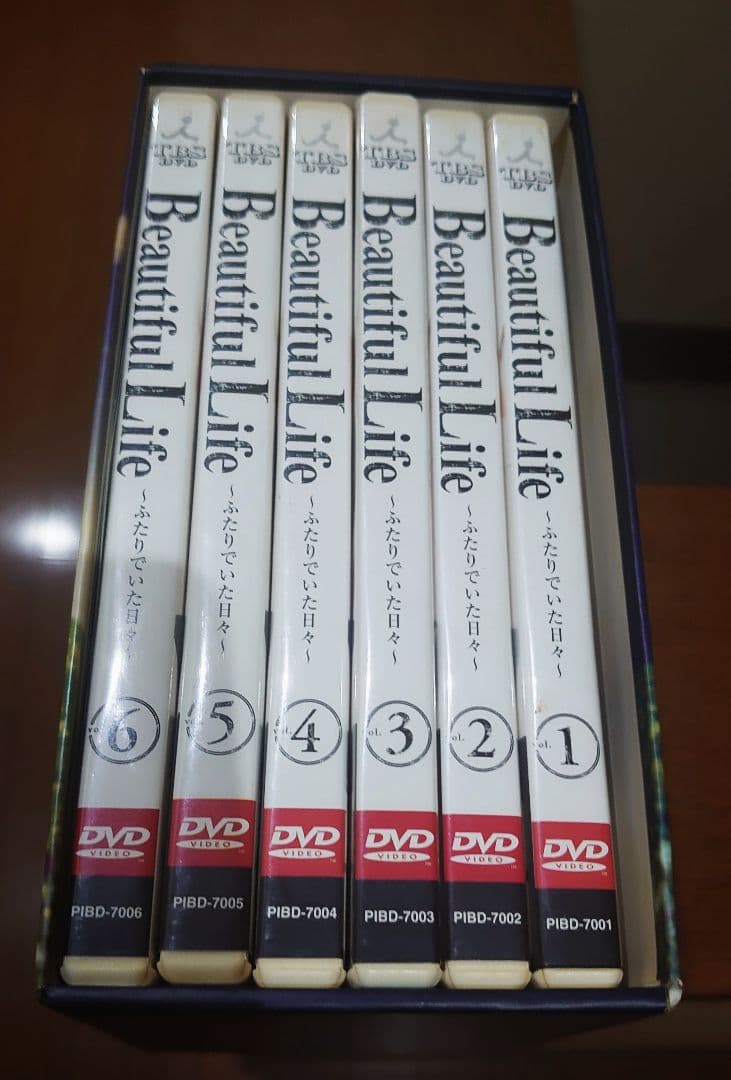 TBS
DVD
Beautiful Life
~ふたりでいた日々~
vol.
6
DVD
VIDEO
PIBD-7006
TBS
DVD
Beautiful Life
~ふたりでいた日々~
vol.
5
DVD
VIDEO
PIBD-7005
TBS
DVD
Beautiful Life
~ふたりでいた日々~
vol.
4
DVD
VIDEO
PIBD-7004
TBS
DVD
Beautiful Life
~ふたりでいた日々~
vol.
3
DVD
VIDEO
PIBD-7003
TBS
DVD
Beautiful Life
~ふたりでいた日々~
vol.
2
DVD
VIDEO
PIBD-7002
TBS
DVD
Beautiful Life
~ふたりでいた日々~
vol.
1
DVD
VIDEO
PIBD-7001